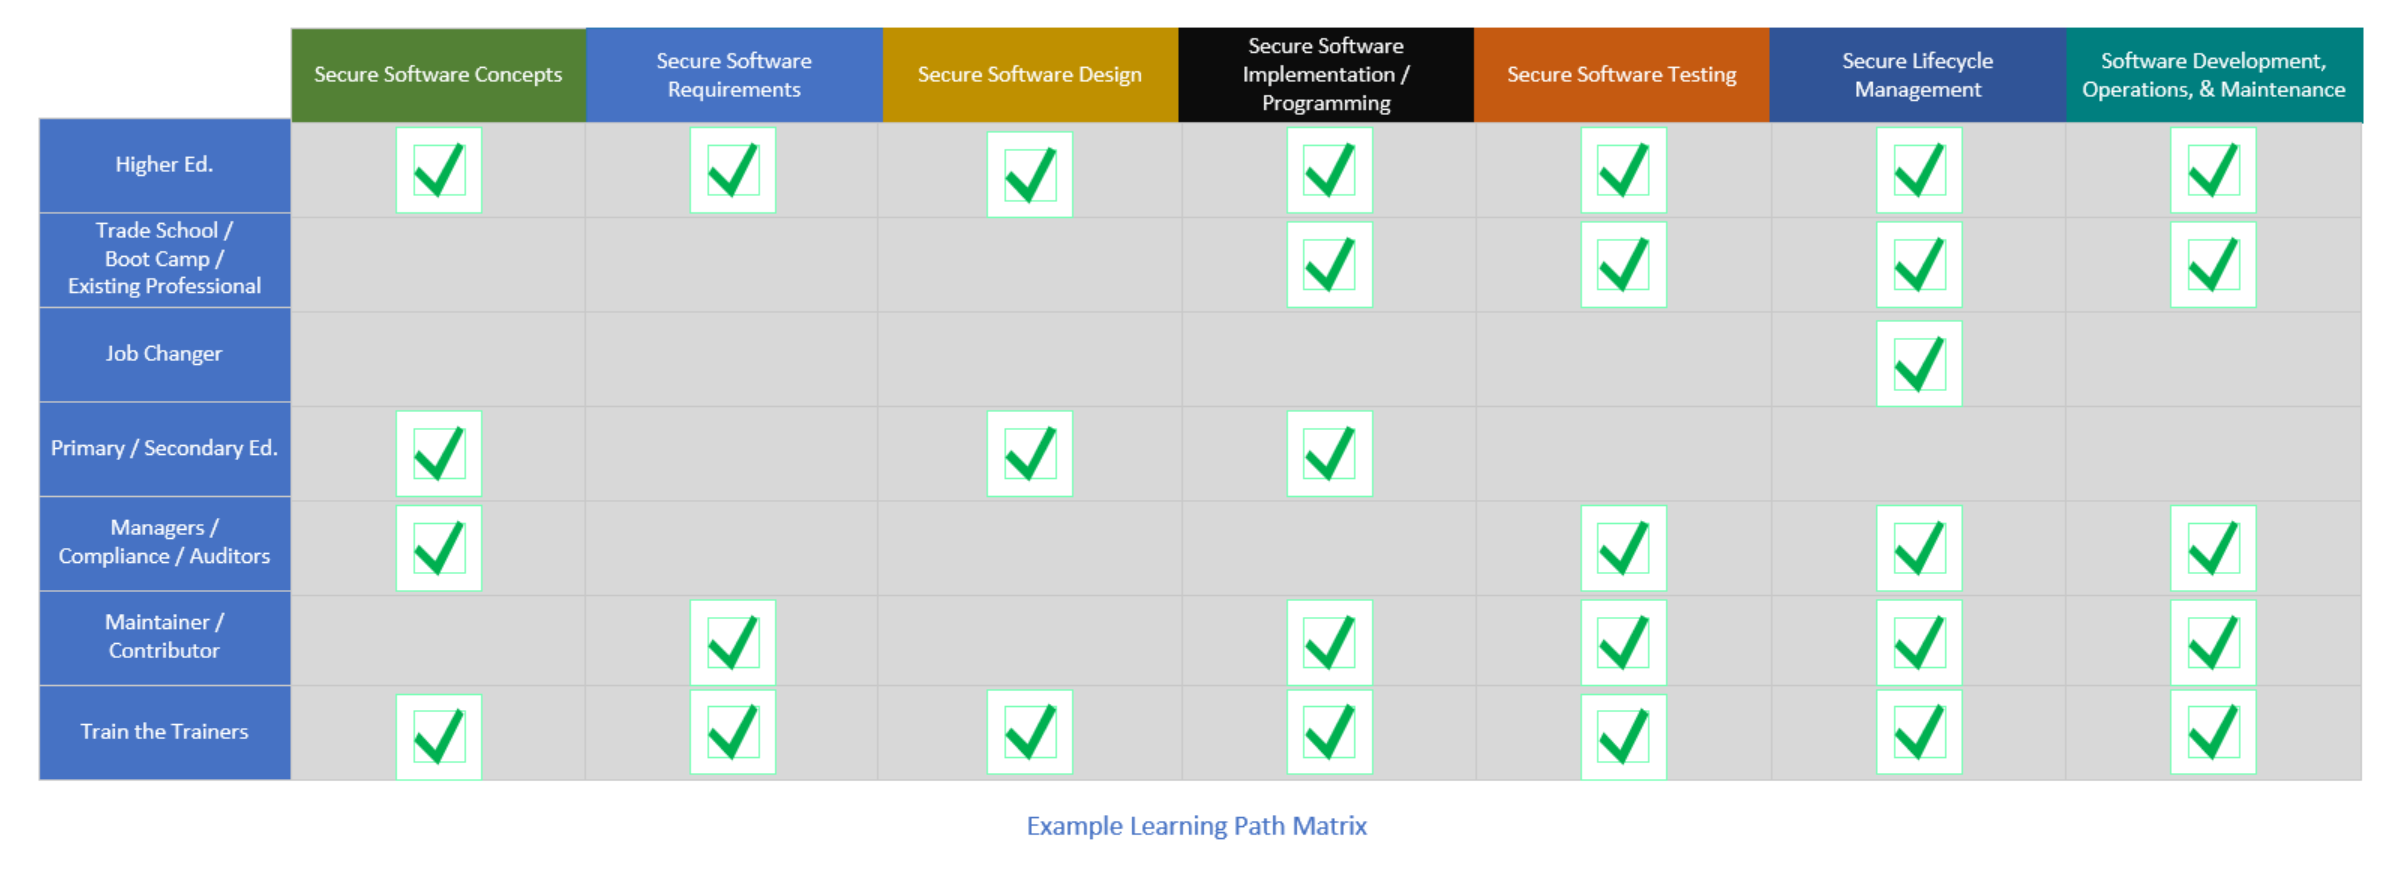 Secure Software Concepts
Secure Software
Requirements
Secure Software Design
Secure Software
Implementation /
Programming
Secure Software Testing
Secure Lifecycle
Management
Software Development,
Operations, & Maintenance
Higher Ed.
Trade School /
Boot Camp /
Existing Professional
Job Changer
Primary / Secondary Ed.
Managers /
Compliance / Auditors
Maintainer /
Contributor
Train the Trainers
Example Learning Path Matrix